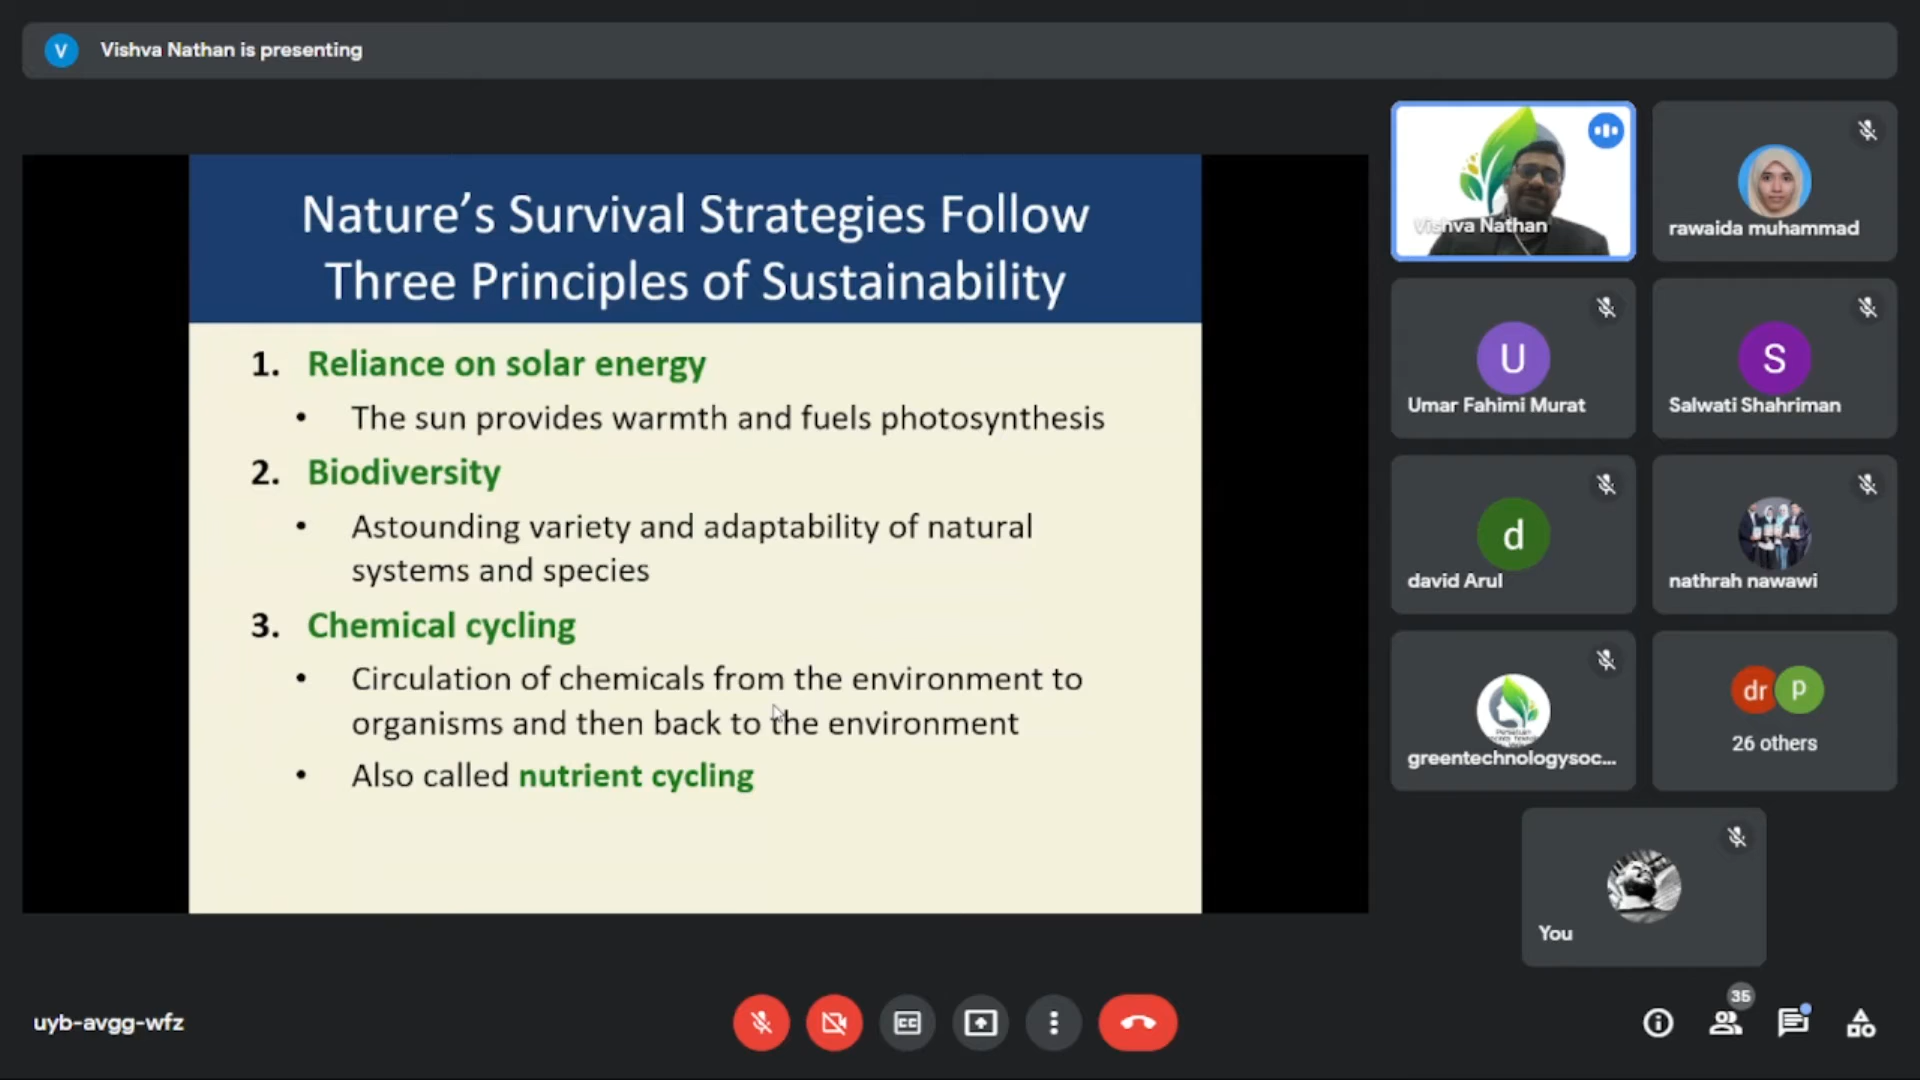 V Vishva Nathan is presenting
Nature's Survival Strategies Follow
Three Principles of Sustainability
1. Reliance on solar energy
• The sun provides warmth and fuels photosynthesis
2. Biodiversity
• Astounding variety and adaptability of natural
systems and species
3. Chemical cycling
• Circulation of chemicals from the environment to
organisms and then back to the environment
• Also called nutrient cycling
Vishva Nathan
rawaida muhammad
U
Umar Fahimi Murat
S
Salwati Shahriman
d
david Arul
nathrah nawawi
greentechnologysoc...
dr p
26 others
You
uyb-avgg-wfz
CC
35